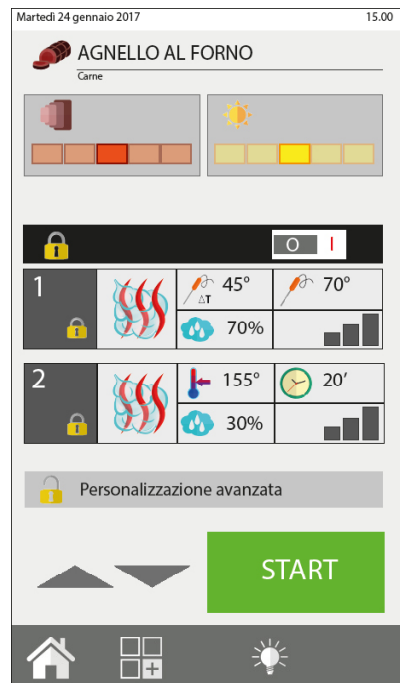 Martedì 24 gennaio 2017 15.00
AGNELLO AL FORNO
Carne
O I
1 ΔT 45° 70°
70%
2 155° 20’
30%
Personalizzazione avanzata
START